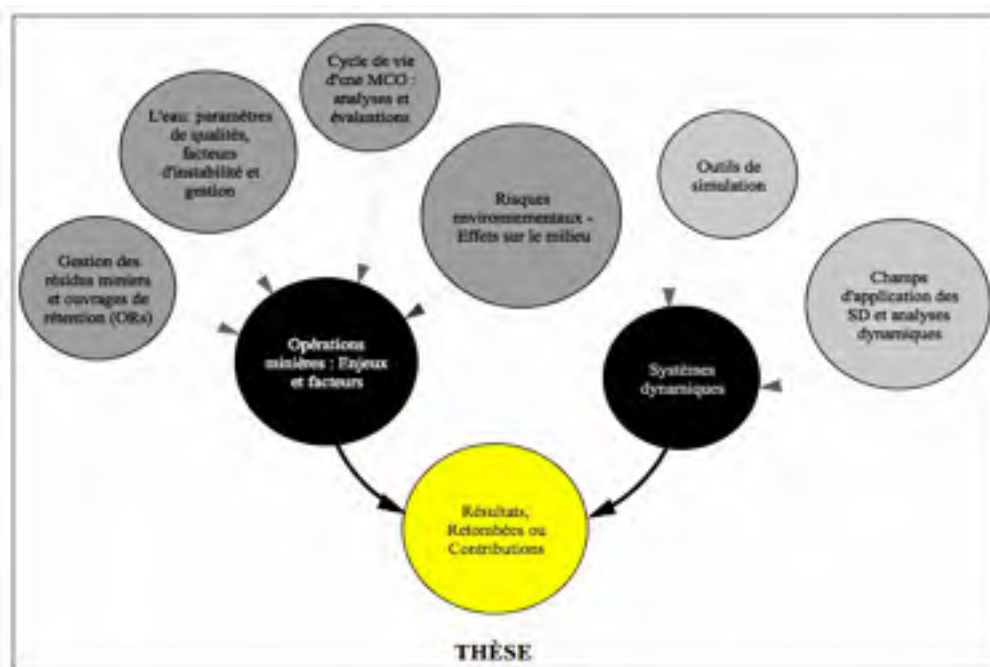 Cycle de vie
d'une MCO :
analyses et
évaluations
L'eau: paramètres
de qualités,
facteurs
d'instabilité et
gestion
Outils de
simulation
Risques
environnementaux -
Effets sur le milieu
Gestion des
résidus miniers
et ouvrages de
rétention (ORs)
Champs
d'application des
SD et analyses
dynamiques
Opérations
minières : Enjeux
et facteurs
Systèmes
dynamiques
Résultats,
Retombées ou
Contributions
THÈSE